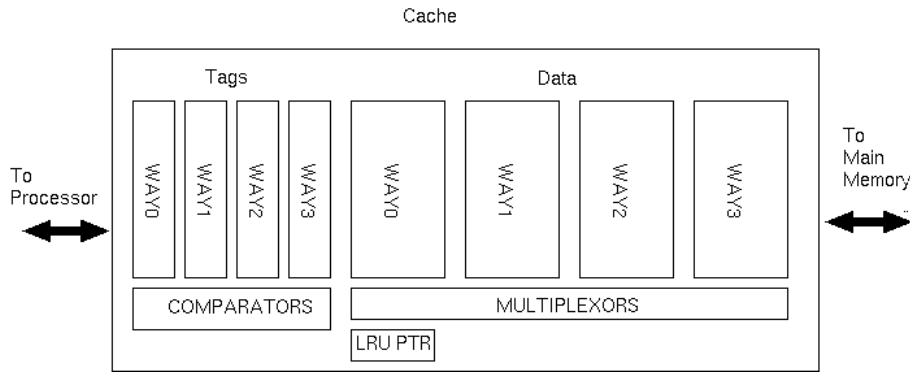 Cache
Tags
Data
WAY0
WAY1
WAY2
WAY3
WAY0
WAY1
WAY2
WAY3
To
Processor
To
Main
Memory
COMPARATORS
MULTIPLEXORS
LRU PTR